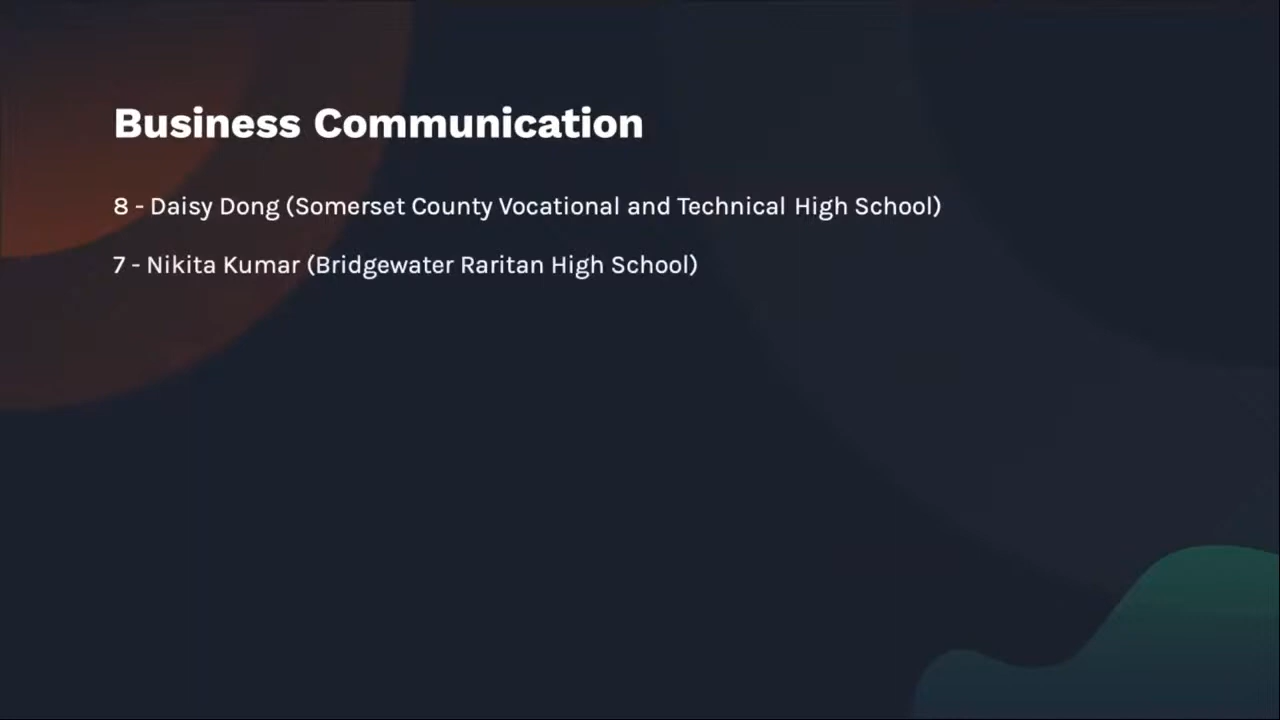 Business Communication
8 - Daisy Dong (Somerset County Vocational and Technical High School)
7 - Nikita Kumar (Bridgewater Raritan High School)